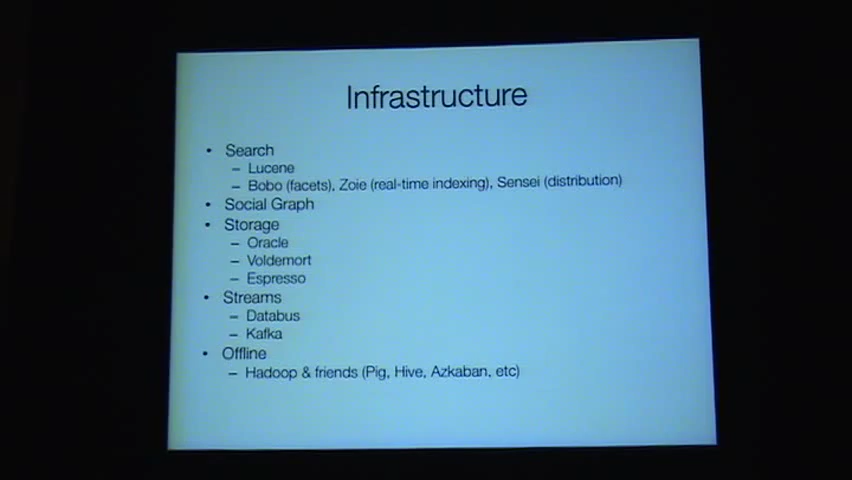 Infrastructure
• Search
– Lucene
– Bobo (facets), Zoie (real-time indexing), Sensei (distribution)
• Social Graph
• Storage
– Oracle
– Voldemort
– Espresso
• Streams
– Databus
– Kafka
• Offline
– Hadoop & friends (Pig, Hive, Azkaban, etc)